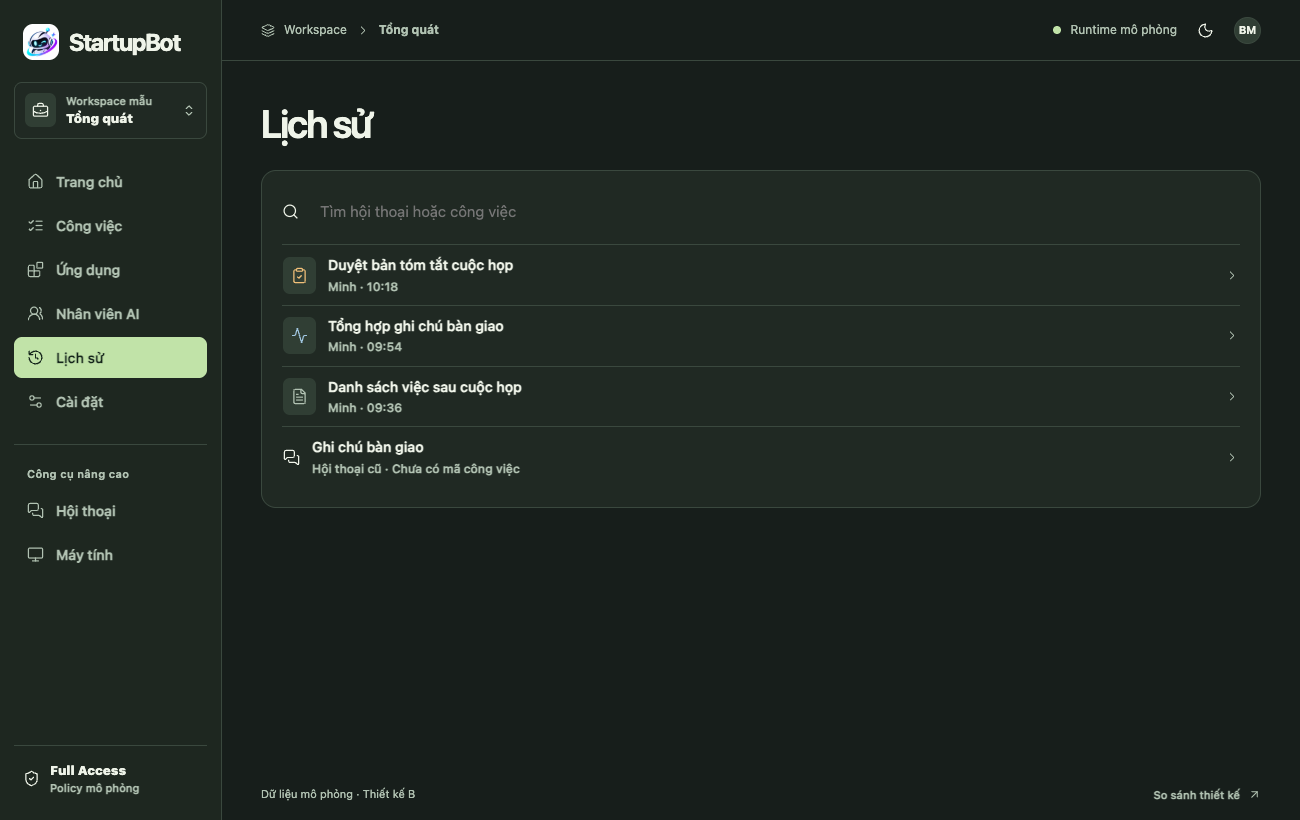 StartupBot
Workspace mẫu
Tổng quát
Trang chủ
Công việc
Ứng dụng
Nhân viên AI
Lịch sử
Cài đặt
Công cụ nâng cao
Hội thoại
Máy tính
Full Access
Policy mô phỏng
Workspace > Tổng quát
Runtime mô phỏng
BM
Lịch sử
Tìm hội thoại hoặc công việc
Duyệt bản tóm tắt cuộc họp
Minh · 10:18
Tổng hợp ghi chú bàn giao
Minh · 09:54
Danh sách việc sau cuộc họp
Minh · 09:36
Ghi chú bàn giao
Hội thoại cũ · Chưa có mã công việc
Dữ liệu mô phỏng · Thiết kế B
So sánh thiết kế